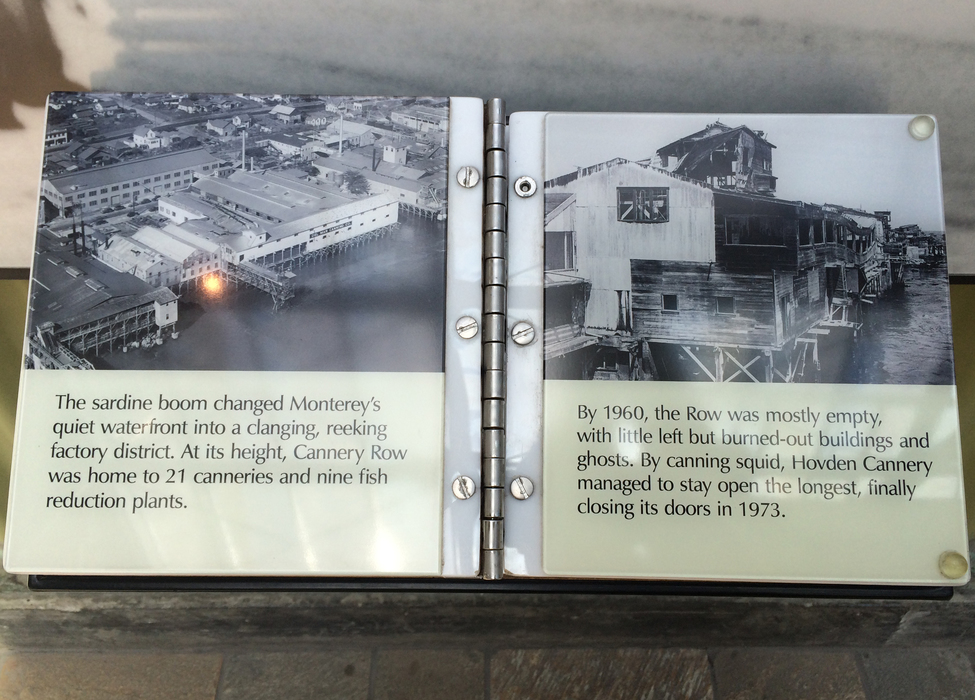 The sardine boom changed Monterey's
quiet waterfront into a clanging, reeking
factory district. At its height, Cannery Row
was home to 21 canneries and nine fish
reduction plants.
By 1960, the Row was mostly empty,
with little left but burned-out buildings and
ghosts. By canning squid, Hovden Cannery
managed to stay open the longest, finally
closing its doors in 1973.